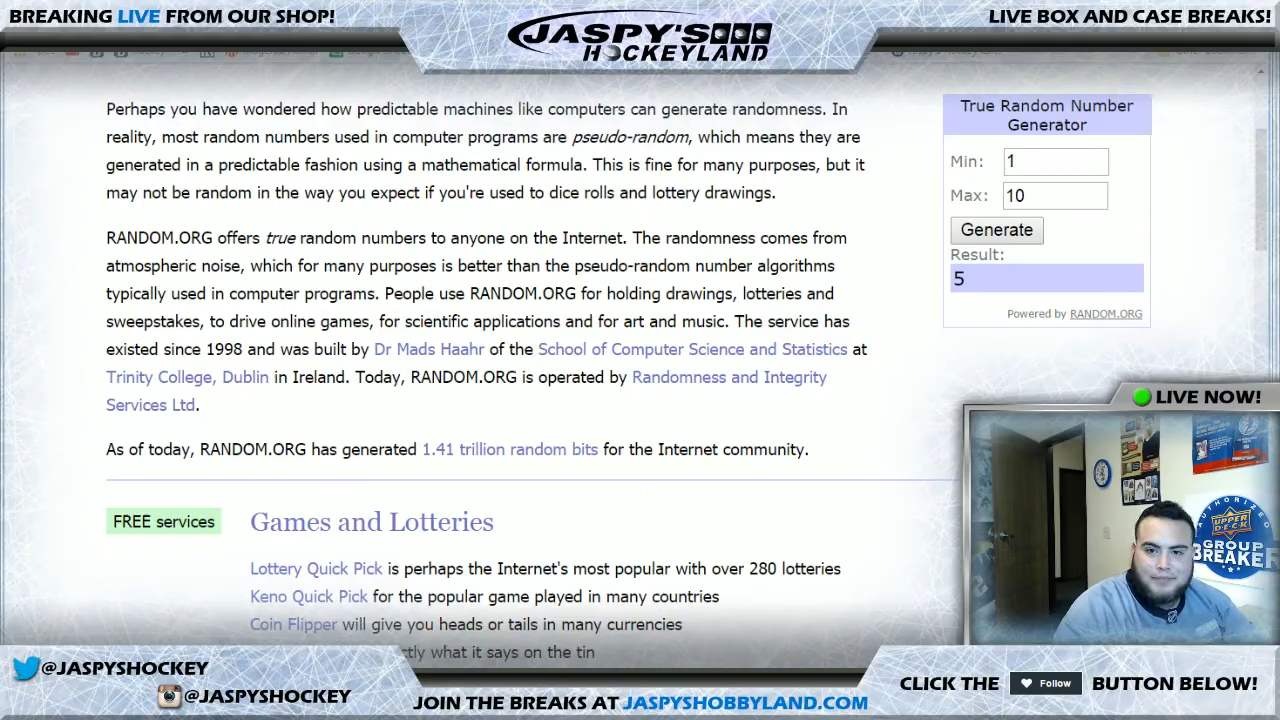 BREAKING LIVE FROM OUR SHOP!
JASPY'S
HOCKEYLAND
LIVE BOX AND CASE BREAKS!
Perhaps you have wondered how predictable machines like computers can generate randomness. In
reality, most random numbers used in computer programs are pseudo-random, which means they are
generated in a predictable fashion using a mathematical formula. This is fine for many purposes, but it
may not be random in the way you expect if you're used to dice rolls and lottery drawings.
RANDOM.ORG offers true random numbers to anyone on the Internet. The randomness comes from
atmospheric noise, which for many purposes is better than the pseudo-random number algorithms
typically used in computer programs. People use RANDOM.ORG for holding drawings, lotteries and
sweepstakes, to drive online games, for scientific applications and for art and music. The service has
existed since 1998 and was built by Dr Mads Haahr of the School of Computer Science and Statistics at
Trinity College, Dublin in Ireland. Today, RANDOM.ORG is operated by Randomness and Integrity
Services Ltd.
As of today, RANDOM.ORG has generated 1.41 trillion random bits for the Internet community.
True Random Number
Generator
Min: 1
Max: 10
Generate
Result:
5
Powered by RANDOM.ORG
FREE services
Games and Lotteries
Lottery Quick Pick is perhaps the Internet's most popular with over 280 lotteries
Keno Quick Pick for the popular game played in many countries
Coin Flipper will give you heads or tails in many currencies
what it says on the tin
LIVE NOW!
AUTHORIZED
UPPER
DECK
GROUP
BREAKER
@JASPYSHOCKEY
@JASPYSHOCKEY
JOIN THE BREAKS AT JASPYSHOBBYLAND.COM
CLICK THE Follow BUTTON BELOW!